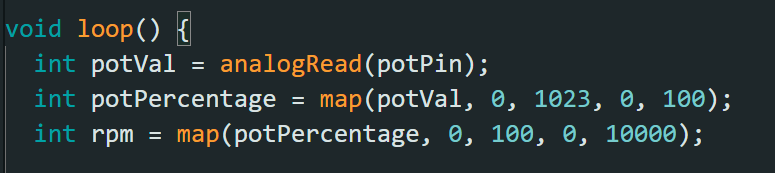 void loop() {
int potVal = analogRead(potPin);
int potPercentage = map(potVal, 0, 1023, 0, 100);
int rpm = map(potPercentage, 0, 100, 0, 10000);